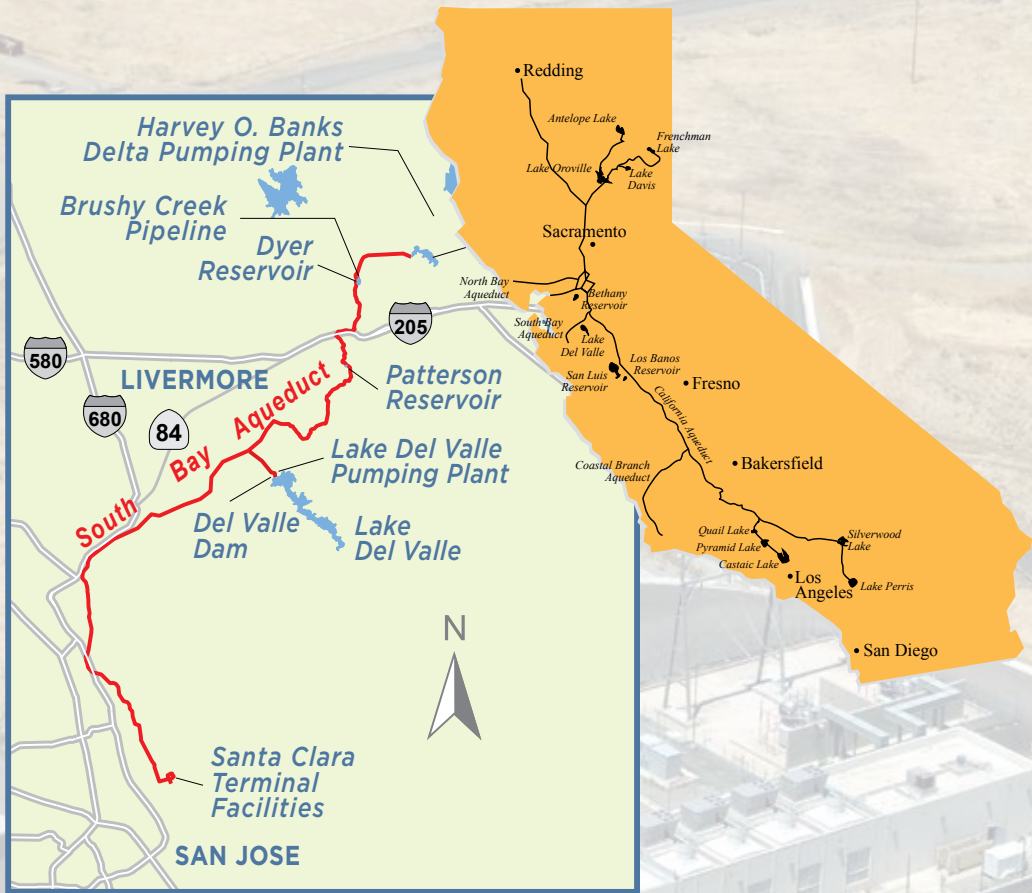 Harvey O. Banks
Delta Pumping Plant
Brushy Creek
Pipeline
Dyer
Reservoir
205
580
LIVERMORE
680
84
Patterson
Reservoir
South Bay Aqueduct
Lake Del Valle
Pumping Plant
Del Valle
Dam
Lake
Del Valle
N
Santa Clara
Terminal
Facilities
SAN JOSE
Redding
Antelope Lake
Frenchman
Lake
Lake Oroville
Lake
Davis
Sacramento
North Bay
Aqueduct
Bethany
Reservoir
South Bay
Aqueduct
Lake
Del Valle
Los Banos
Reservoir
San Luis
Reservoir
Fresno
California Aqueduct
Coastal Branch
Aqueduct
Bakersfield
Quail Lake
Pyramid Lake
Castaic Lake
Silverwood
Lake
Los
Angeles
Lake Perris
San Diego